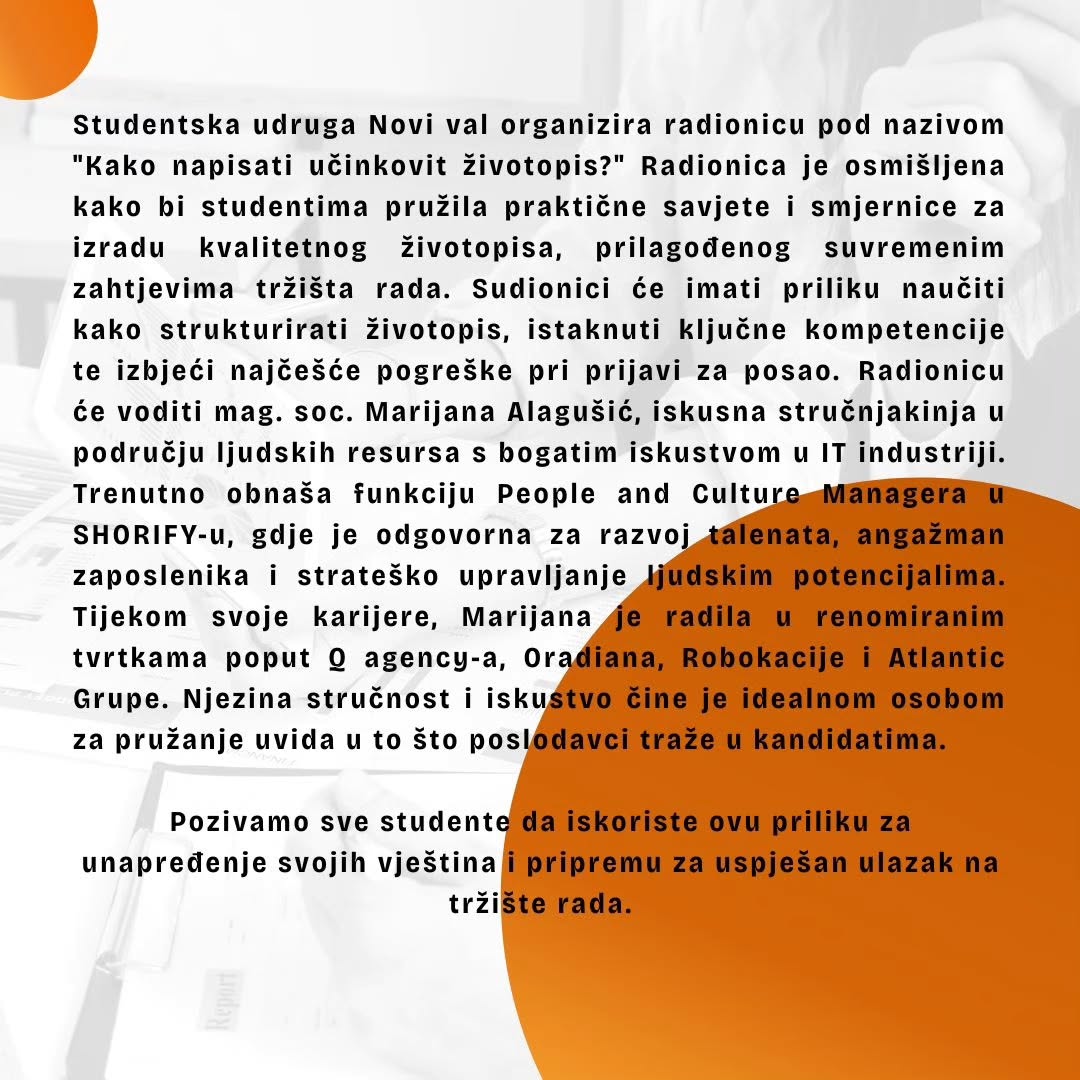 Studentska udruga Novi val organizira radionicu pod nazivom
"Kako napisati učinkovit životopis?" Radionica je osmišljena
kako bi studentima pružila praktične savjete i smjernice za
izradu kvalitetnog životopisa, prilagođenog suvremenim
zahtjevima tržišta rada. Sudionici će imati priliku naučiti
kako strukturirati životopis, istaknuti ključne kompetencije
te izbjeći najčešće pogreške pri prijavi za posao. Radionicu
će voditi mag. soc. Marijana Alagušić, iskusna stručnjakinja u
području ljudskih resursa s bogatim iskustvom u IT industriji.
Trenutno obnaša funkciju People and Culture Managera u
SHORIFY-u, gdje je odgovorna za razvoj talenata, angažman
zaposlenika i strateško upravljanje ljudskim potencijalima.
Tijekom svoje karijere, Marijana je radila u renomiranim
tvrtkama poput Q agency-a, Oradiana, Robokacije i Atlantic
Grupe. Njezina stručnost i iskustvo čine je idealnom osobom
za pružanje uvida u to što poslodavci traže u kandidatima.
Pozivamo sve studente da iskoriste ovu priliku za
unapređenje svojih vještina i pripremu za uspješan ulazak na
tržište rada.
Report